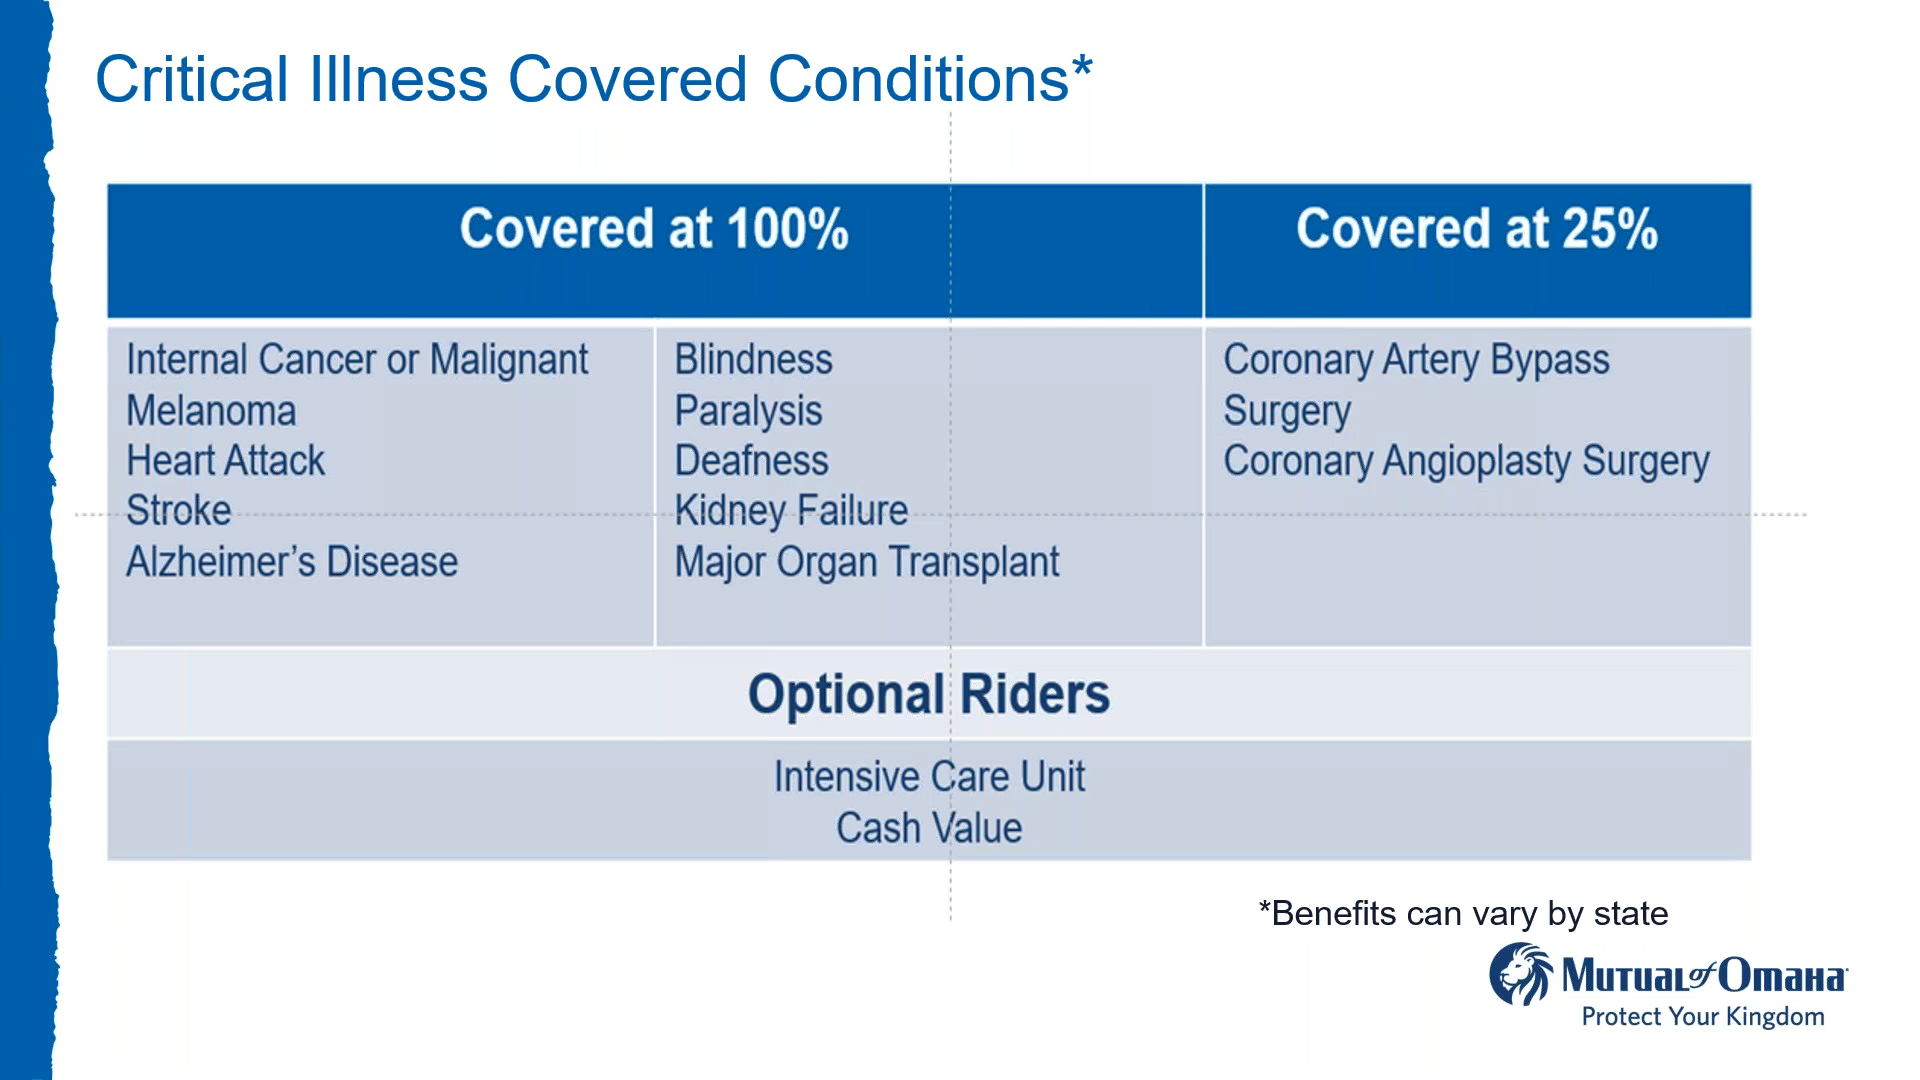 Critical Illness Covered Conditions*
Covered at 100%
Covered at 25%
Internal Cancer or Malignant
Melanoma
Heart Attack
Stroke
Alzheimer’s Disease
Blindness
Paralysis
Deafness
Kidney Failure
Major Organ Transplant
Coronary Artery Bypass
Surgery
Coronary Angioplasty Surgery
Optional Riders
Intensive Care Unit
Cash Value
*Benefits can vary by state
Mutual of Omaha
Protect Your Kingdom